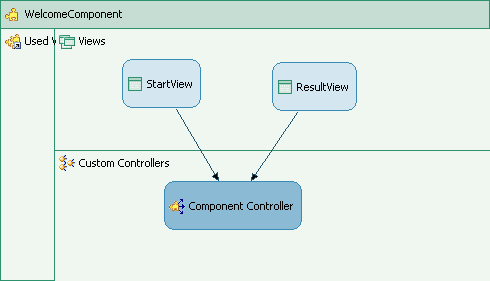 WelcomeComponent
Used
Views
StartView
ResultView
Custom Controllers
Component Controller